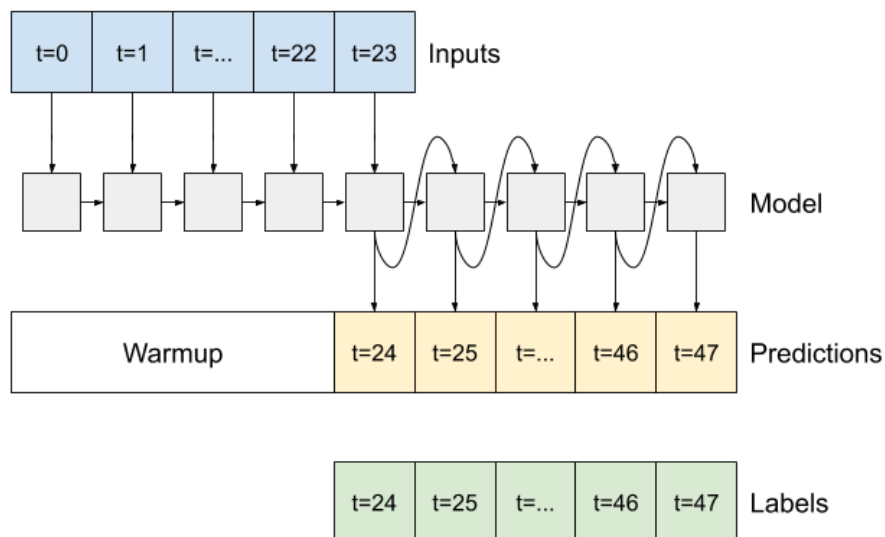 t=0 t=1 t=... t=22 t=23 Inputs
Model
Warmup t=24 t=25 t=... t=46 t=47 Predictions
t=24 t=25 t=... t=46 t=47 Labels